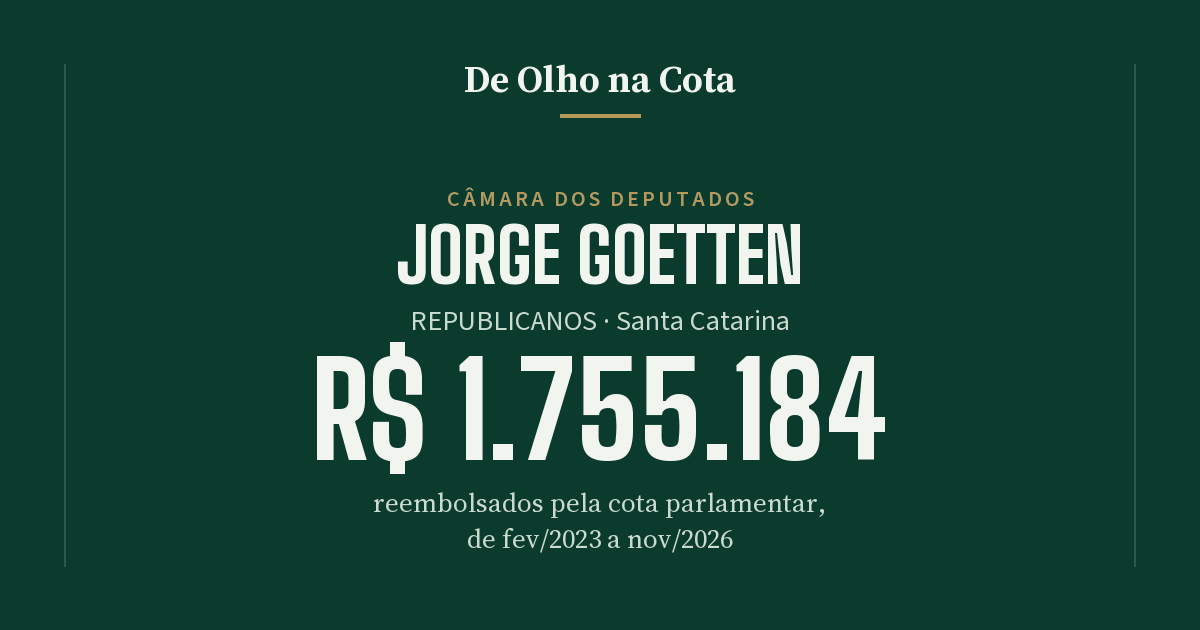 De Olho na Cota
CÂMARA DOS DEPUTADOS
JORGE GOETTEN
REPUBLICANOS · Santa Catarina
R$ 1.755.184
reembolsados pela cota parlamentar,
de fev/2023 a nov/2026